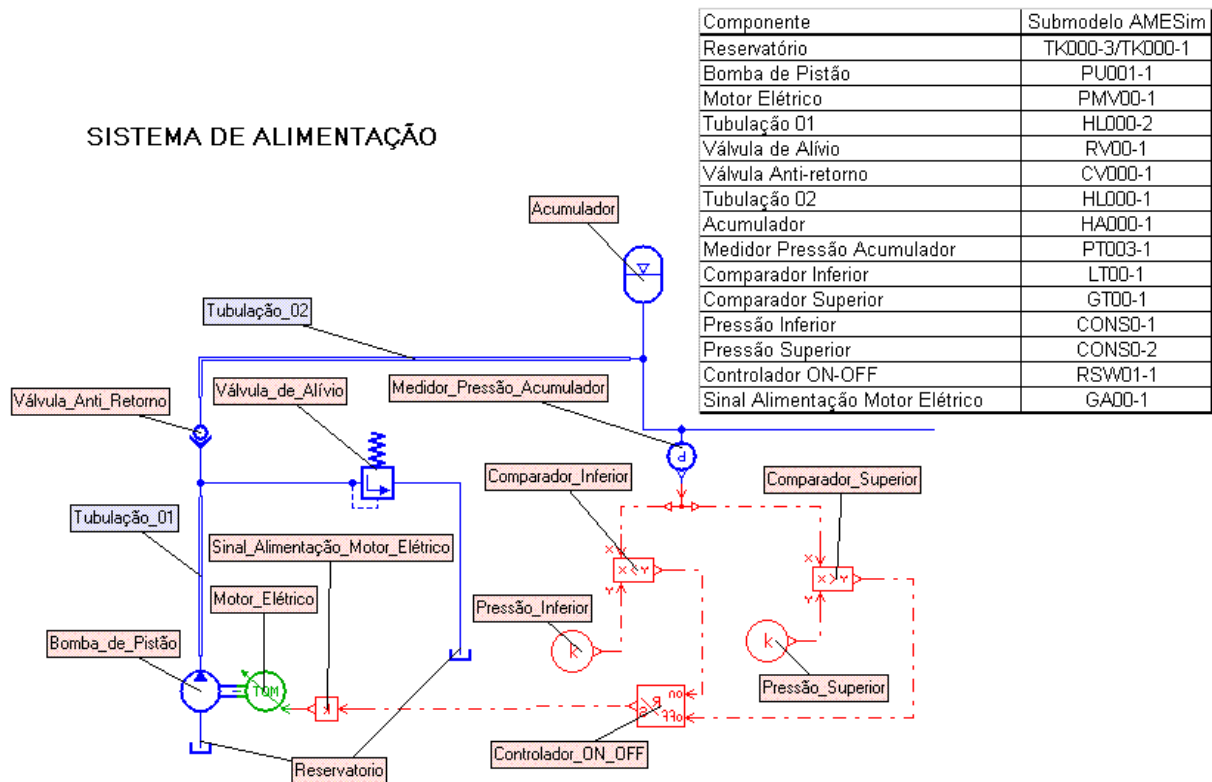 Componente Submodelo AMESim
Reservatório TK000-3/TK000-1
Bomba de Pistão PU001-1
Motor Elétrico PMV00-1
Tubulação 01 HL000-2
Válvula de Alívio RV00-1
Válvula Anti-retorno CV000-1
Tubulação 02 HL000-1
Acumulador HA000-1
Medidor Pressão Acumulador PT003-1
Comparador Inferior LT00-1
Comparador Superior GT00-1
Pressão Inferior CONS0-1
Pressão Superior CONS0-2
Controlador ON-OFF RSW01-1
Sinal Alimentação Motor Elétrico GA00-1
SISTEMA DE ALIMENTAÇÃO
Acumulador
Tubulação_02
Válvula_Anti_Retorno
Válvula_de_Alívio
Medidor_Pressão_Acumulador
P
Comparador_Inferior
Comparador_Superior
Tubulação_01
Sinal_Alimentação_Motor_Elétrico
X
X
X<Y
X>Y
Y
Y
Motor_Elétrico
Pressão_Inferior
Bomba_de_Pistão
k
k
Pressão_Superior
TQM
K
on
off
Controlador_ON_OFF
Reservatorio